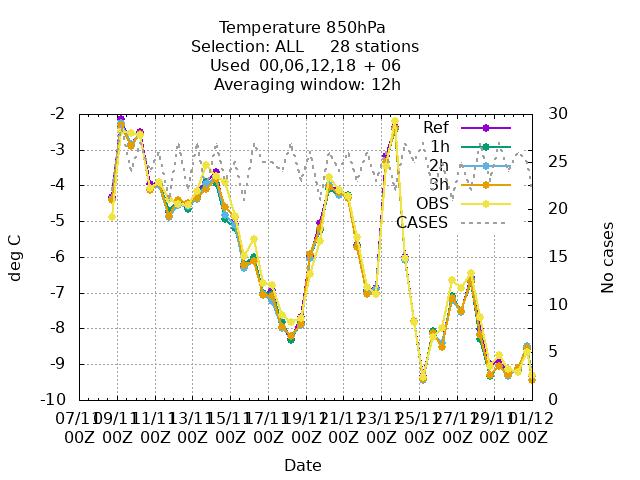 Temperature 850hPa
Selection: ALL 28 stations
Used 00,06,12,18 + 06
Averaging window: 12h
-2
-3
-4
-5
-6
-7
-8
-9
-10
deg C
30
25
20
15
10
5
0
No cases
Ref
1h
2h
3h
OBS
CASES
07/11 09/11 11/11 13/11 15/11 17/11 19/11 21/11 23/11 25/11 27/11 29/11 01/12
00Z 00Z 00Z 00Z 00Z 00Z 00Z 00Z 00Z 00Z 00Z 00Z 00Z
Date